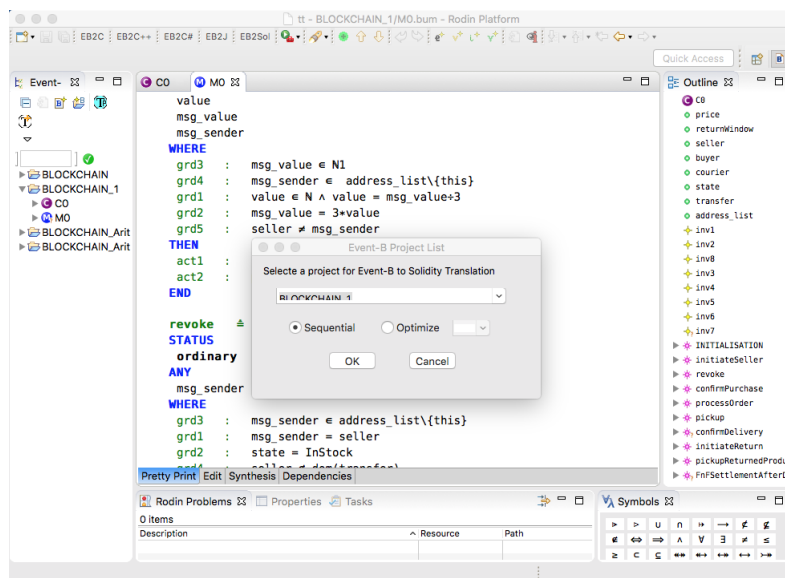 tt - BLOCKCHAIN_1/M0.bum - Rodin Platform
EB2C EB2C++ EB2C# EB2J EB2Sol
Quick Access
Event-
C0 M0
Outline
BLOCKCHAIN
BLOCKCHAIN_1
C0
M0
BLOCKCHAIN_Arit
BLOCKCHAIN_Arit
value
msg_value
msg_sender
WHERE
grd3 : msg_value ∈ ℕ1
grd4 : msg_sender ∈ address_list\{this}
grd1 : value ∈ ℕ ∧ value = msg_value÷3
grd2 : msg_value = 3*value
grd5 : seller ≠ msg_sender
THEN
act1 :
act2 :
END
revoke ≙
STATUS
ordinary
ANY
msg_sender
WHERE
grd3 : msg_sender ∈ address_list\{this}
grd1 : msg_sender = seller
grd2 : state = InStock
Event-B Project List
Selecte a project for Event-B to Solidity Translation
BLOCKCHAIN_1
Sequential Optimize
OK Cancel
Pretty Print Edit Synthesis Dependencies
C0
price
returnWindow
seller
buyer
courier
state
transfer
address_list
inv1
inv2
inv8
inv3
inv4
inv5
inv6
inv7
INITIALISATION
initiateSeller
revoke
confirmPurchase
processOrder
pickup
confirmDelivery
initiateReturn
pickupReturnedProdu
FnFSettlementAfterD
Rodin Problems Properties Tasks
0 items
Description Resource Path
Symbols